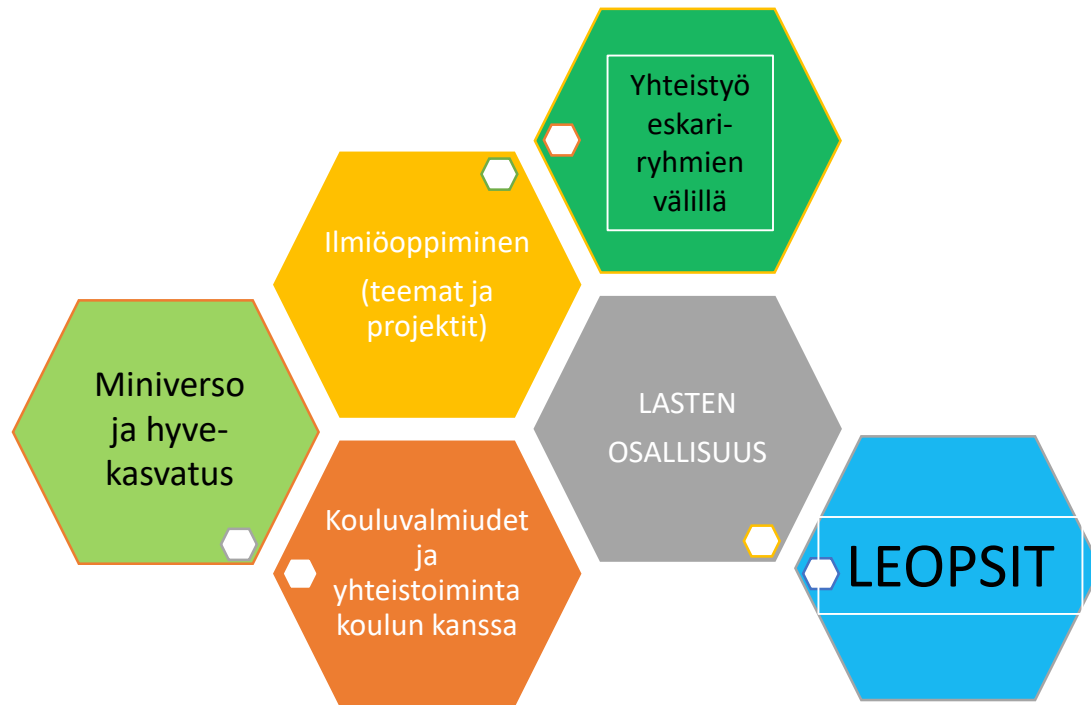 Yhteistyö
eskari-
ryhmien
välillä
Ilmiöoppiminen
(teemat ja
projektit)
Miniverso
ja hyve-
kasvatus
LASTEN
OSALLISUUS
Kouluvalmiudet
ja
yhteistoiminta
koulun kanssa
LEOPSIT